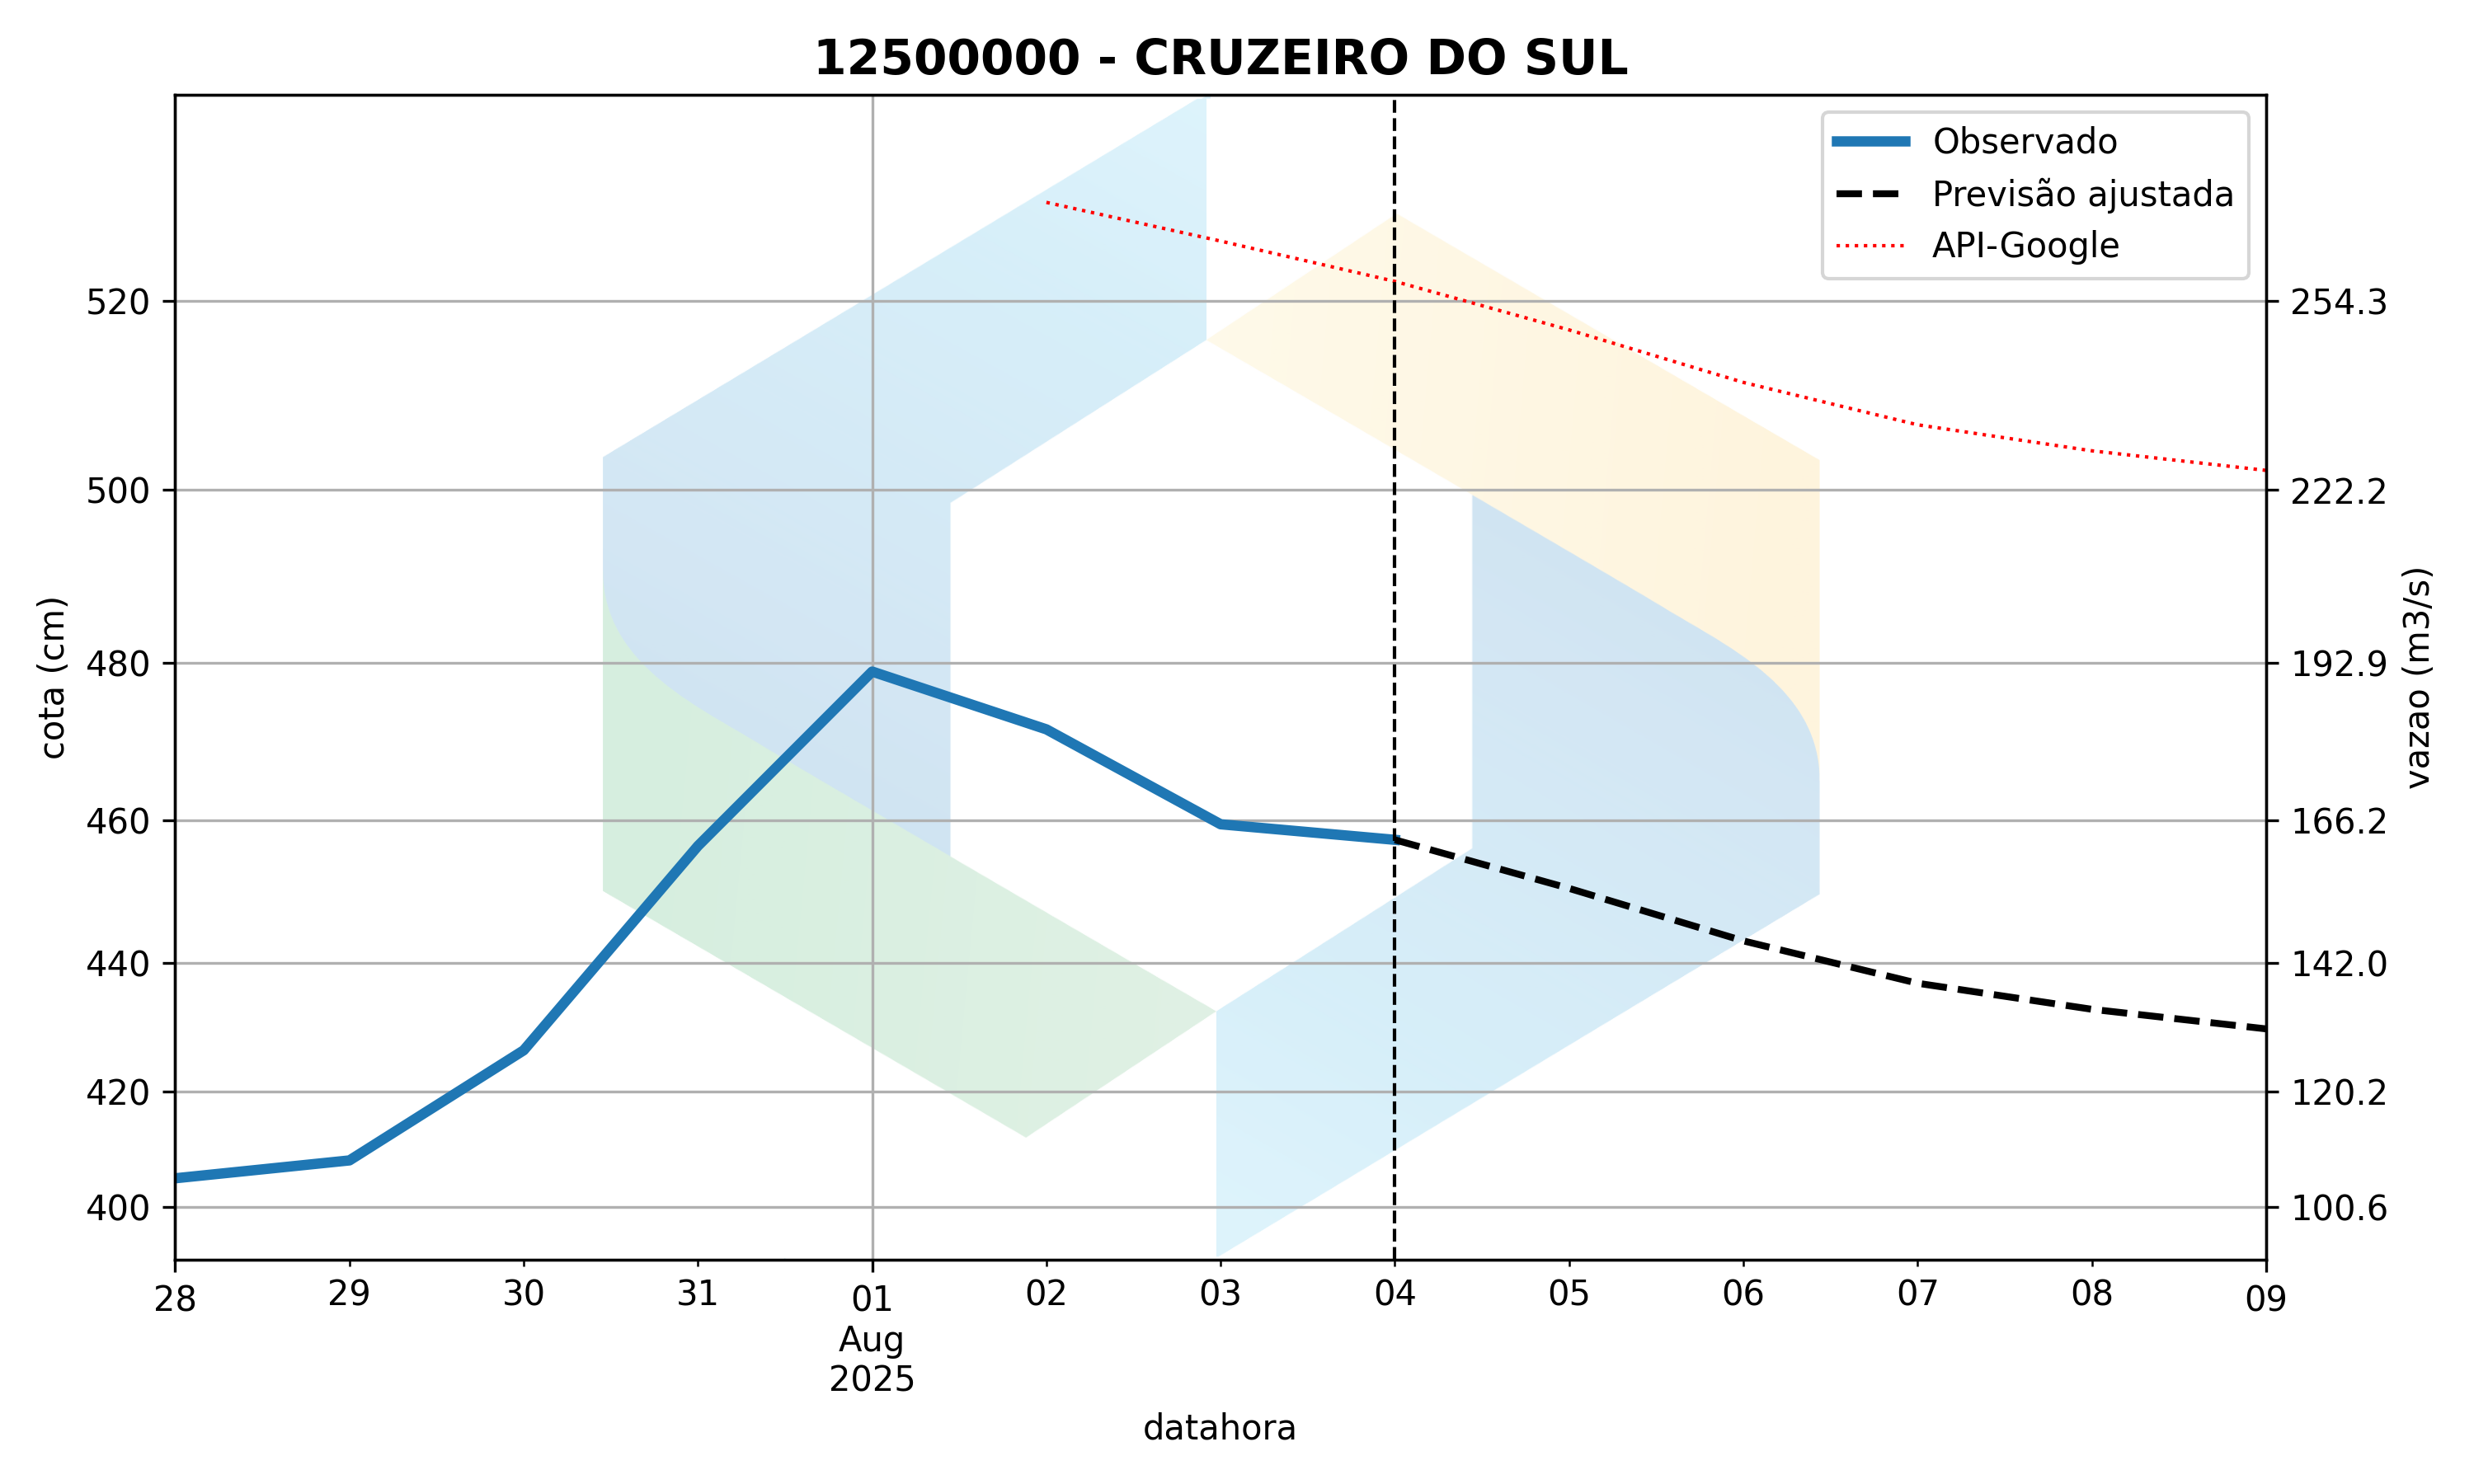 12500000 - CRUZEIRO DO SUL
Observado
Previsão ajustada
API-Google
520
500
480
460
440
420
400
cota (cm)
254.3
222.2
192.9
166.2
142.0
120.2
100.6
vazao (m3/s)
28 29 30 31 01 02 03 04 05 06 07 08 09
Aug
2025
datahora